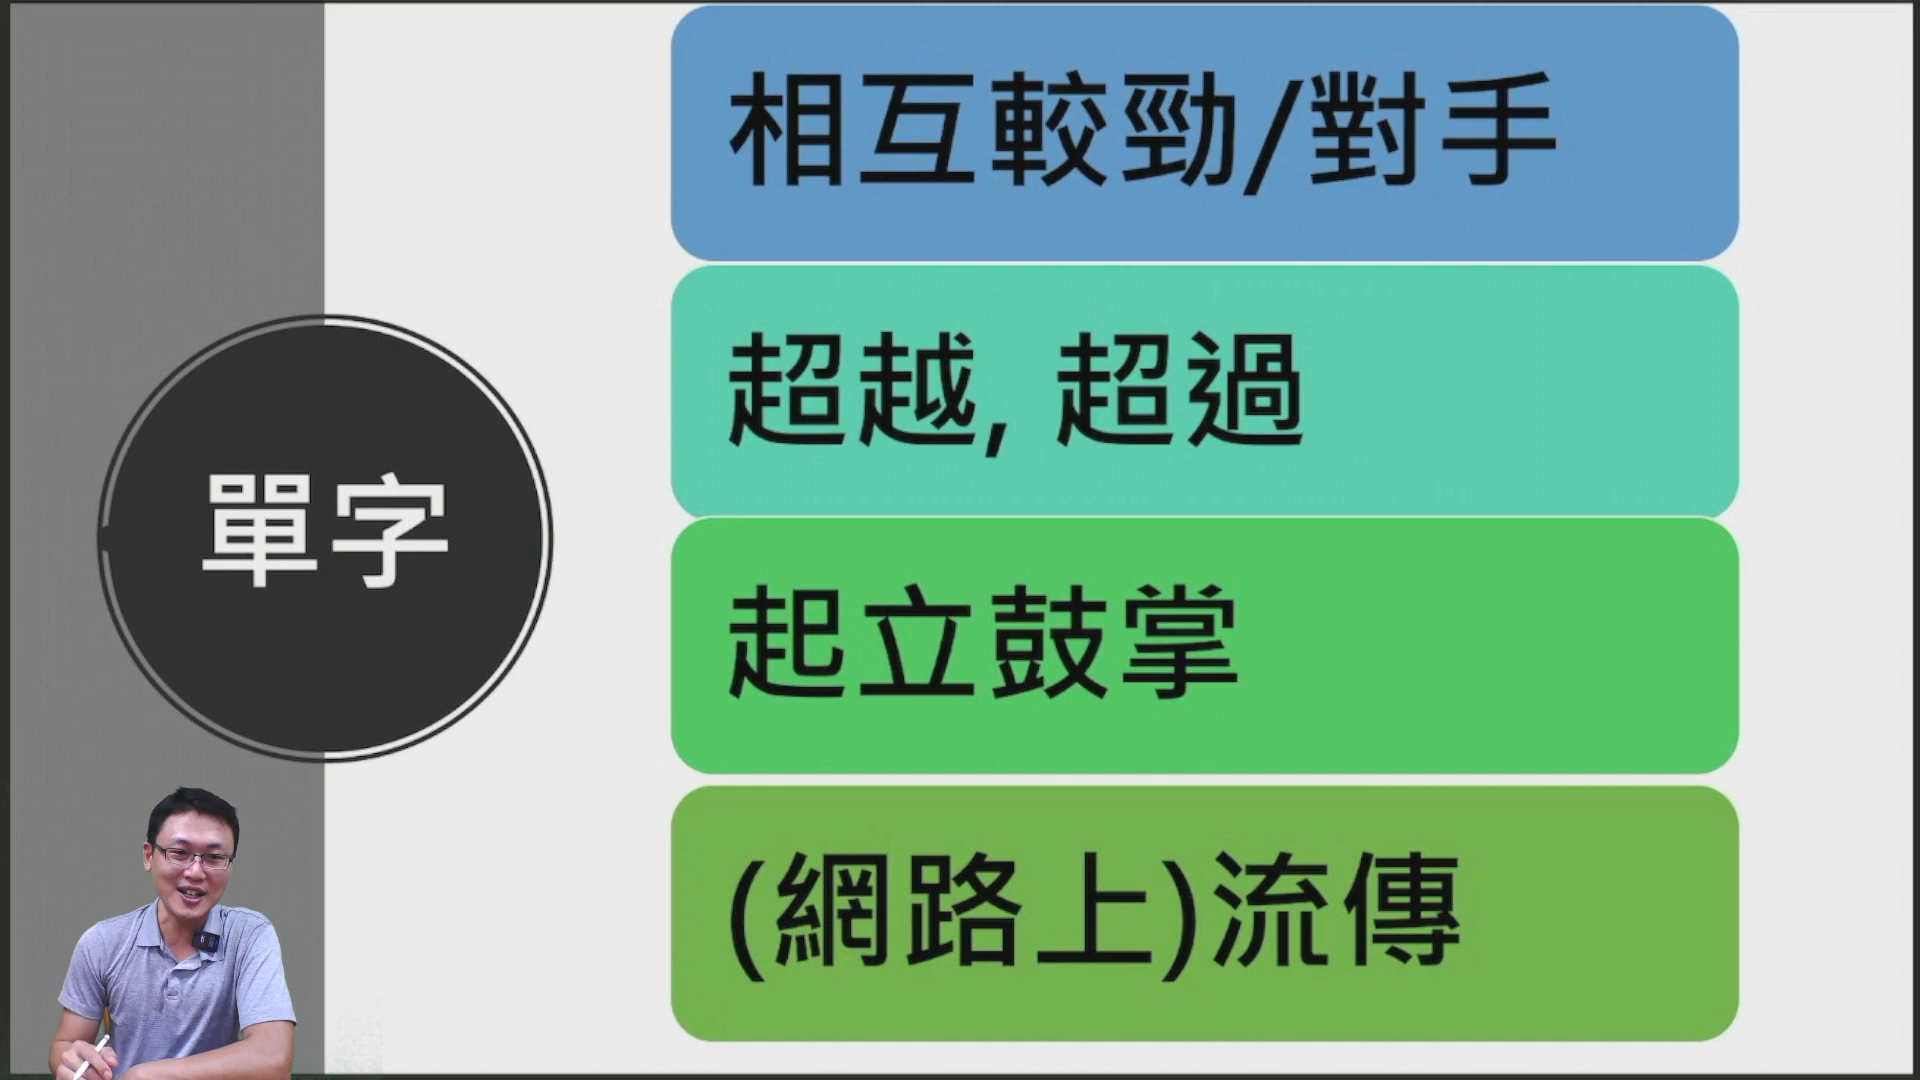 單字
相互較勁/對手
超越, 超過
起立鼓掌
(網路上)流傳